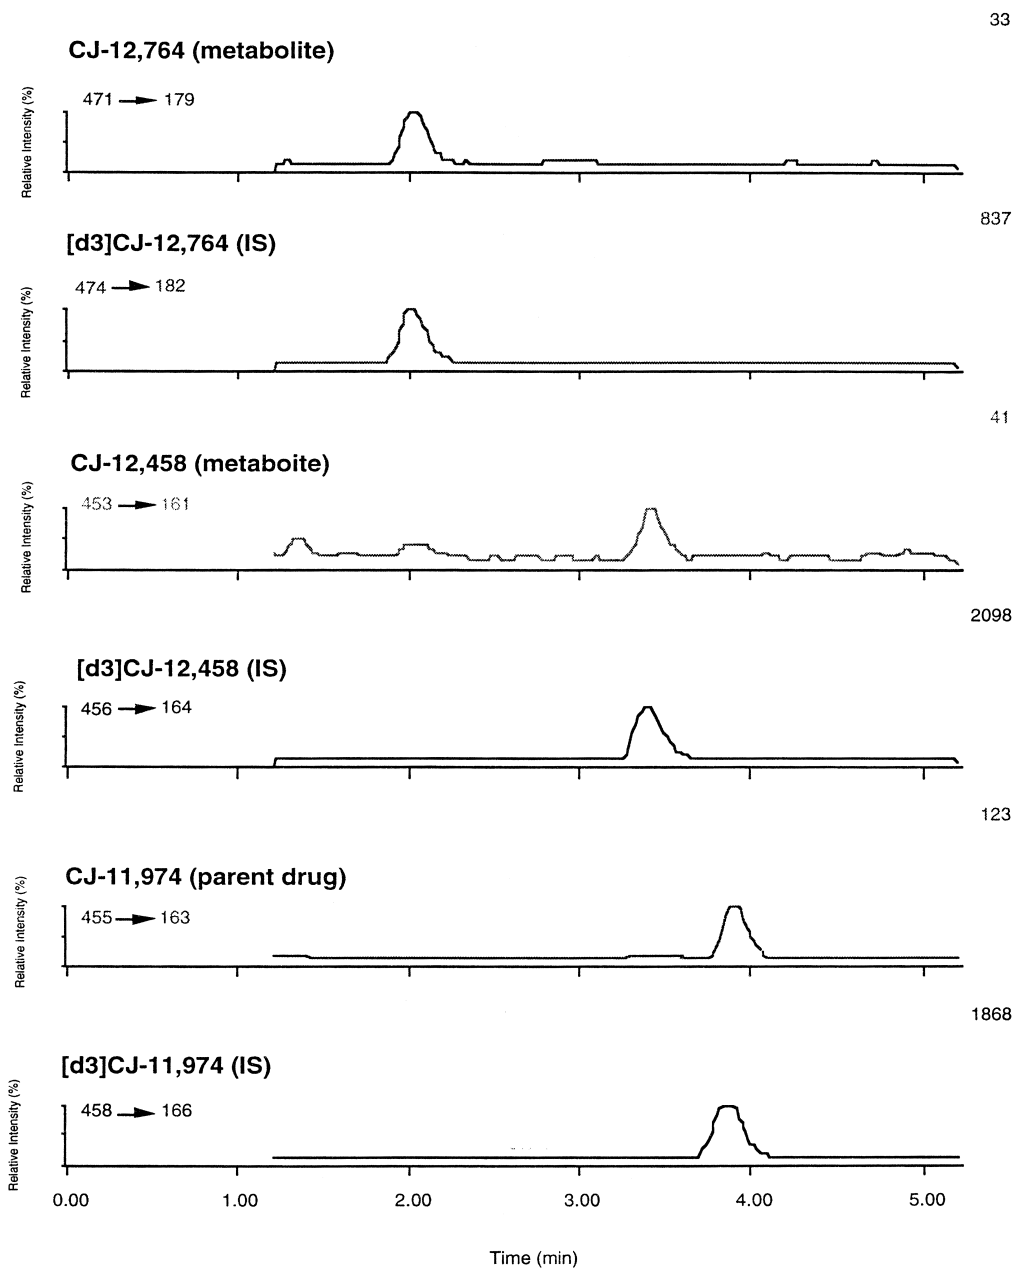 33
CJ-12,764 (metabolite)
471 → 179
Relative Intensity (%)
837
[d3]CJ-12,764 (IS)
474 → 182
Relative Intensity (%)
41
CJ-12,458 (metaboite)
453 → 161
Relative Intensity (%)
2098
[d3]CJ-12,458 (IS)
456 → 164
Relative Intensity (%)
123
CJ-11,974 (parent drug)
455 → 163
Relative Intensity (%)
1868
[d3]CJ-11,974 (IS)
458 → 166
Relative Intensity (%)
0.00 1.00 2.00 3.00 4.00 5.00
Time (min)